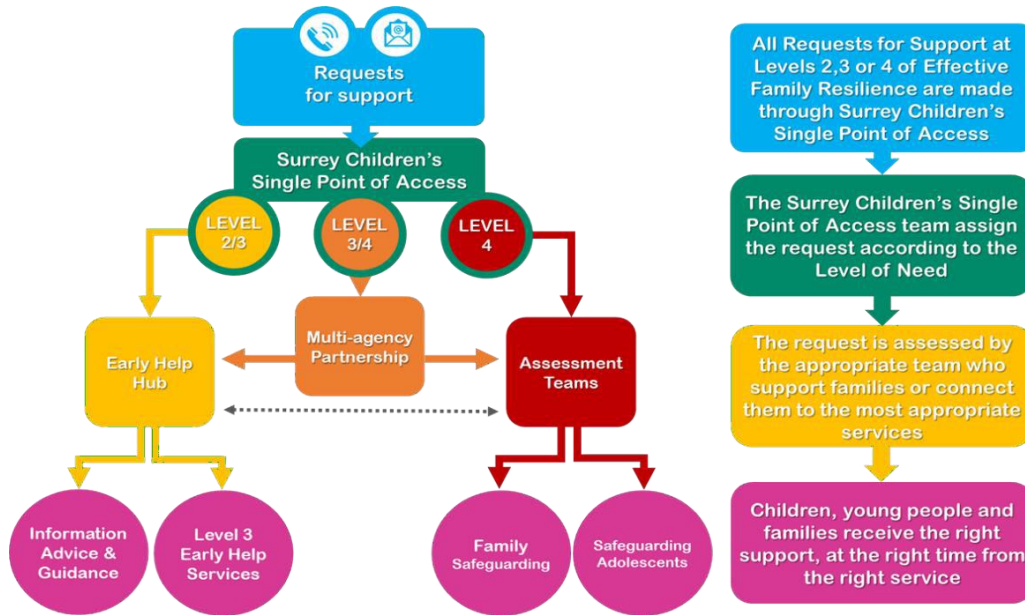 Requests
for support
Surrey Children's
Single Point of Access
LEVEL
2/3
LEVEL
3/4
LEVEL
4
Early Help
Hub
Multi-agency
Partnership
Assessment
Teams
Information
Advice &
Guidance
Level 3
Early Help
Services
Family
Safeguarding
Safeguarding
Adolescents
All Requests for Support at
Levels 2,3 or 4 of Effective
Family Resilience are made
through Surrey Children's
Single Point of Access
The Surrey Children's Single
Point of Access team assign
the request according to the
Level of Need
The request is assessed by
the appropriate team who
support families or connect
them to the most appropriate
services
Children, young people and
families receive the right
support, at the right time from
the right service